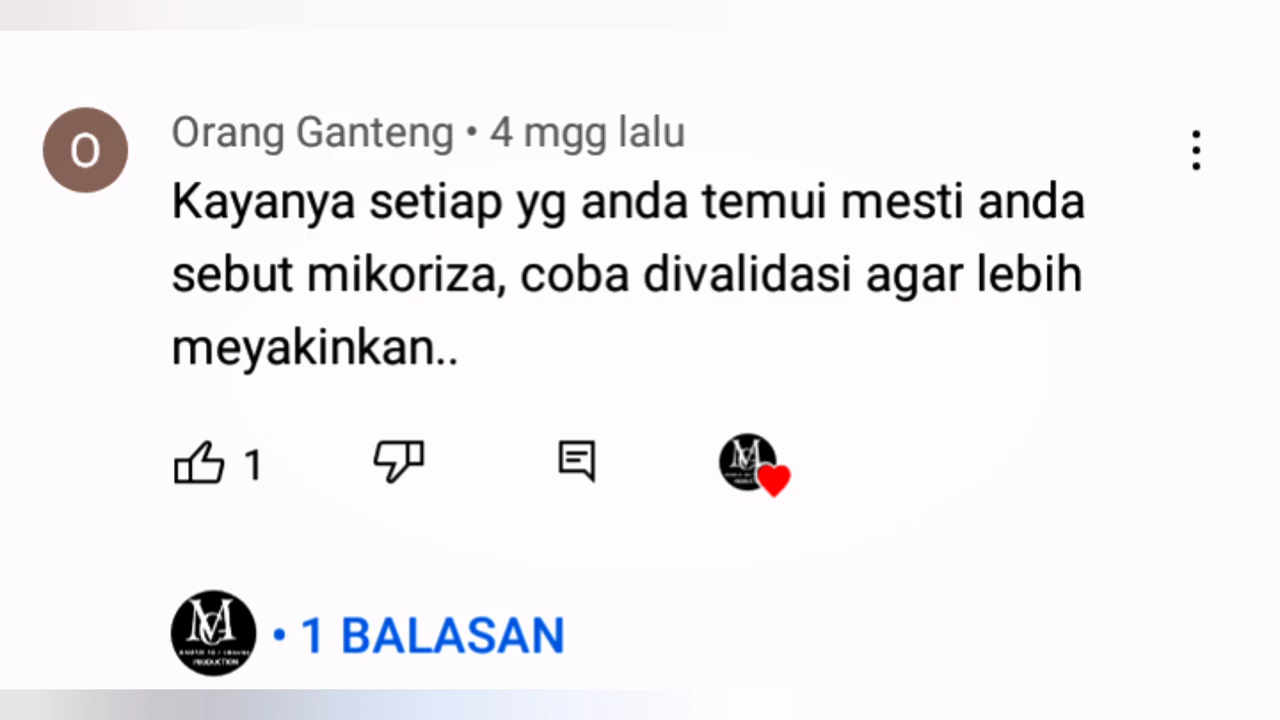 O
Orang Ganteng • 4 mgg lalu
Kayanya setiap yg anda temui mesti anda
sebut mikoriza, coba divalidasi agar lebih
meyakinkan..
1
• 1 BALASAN
PRODUCTION